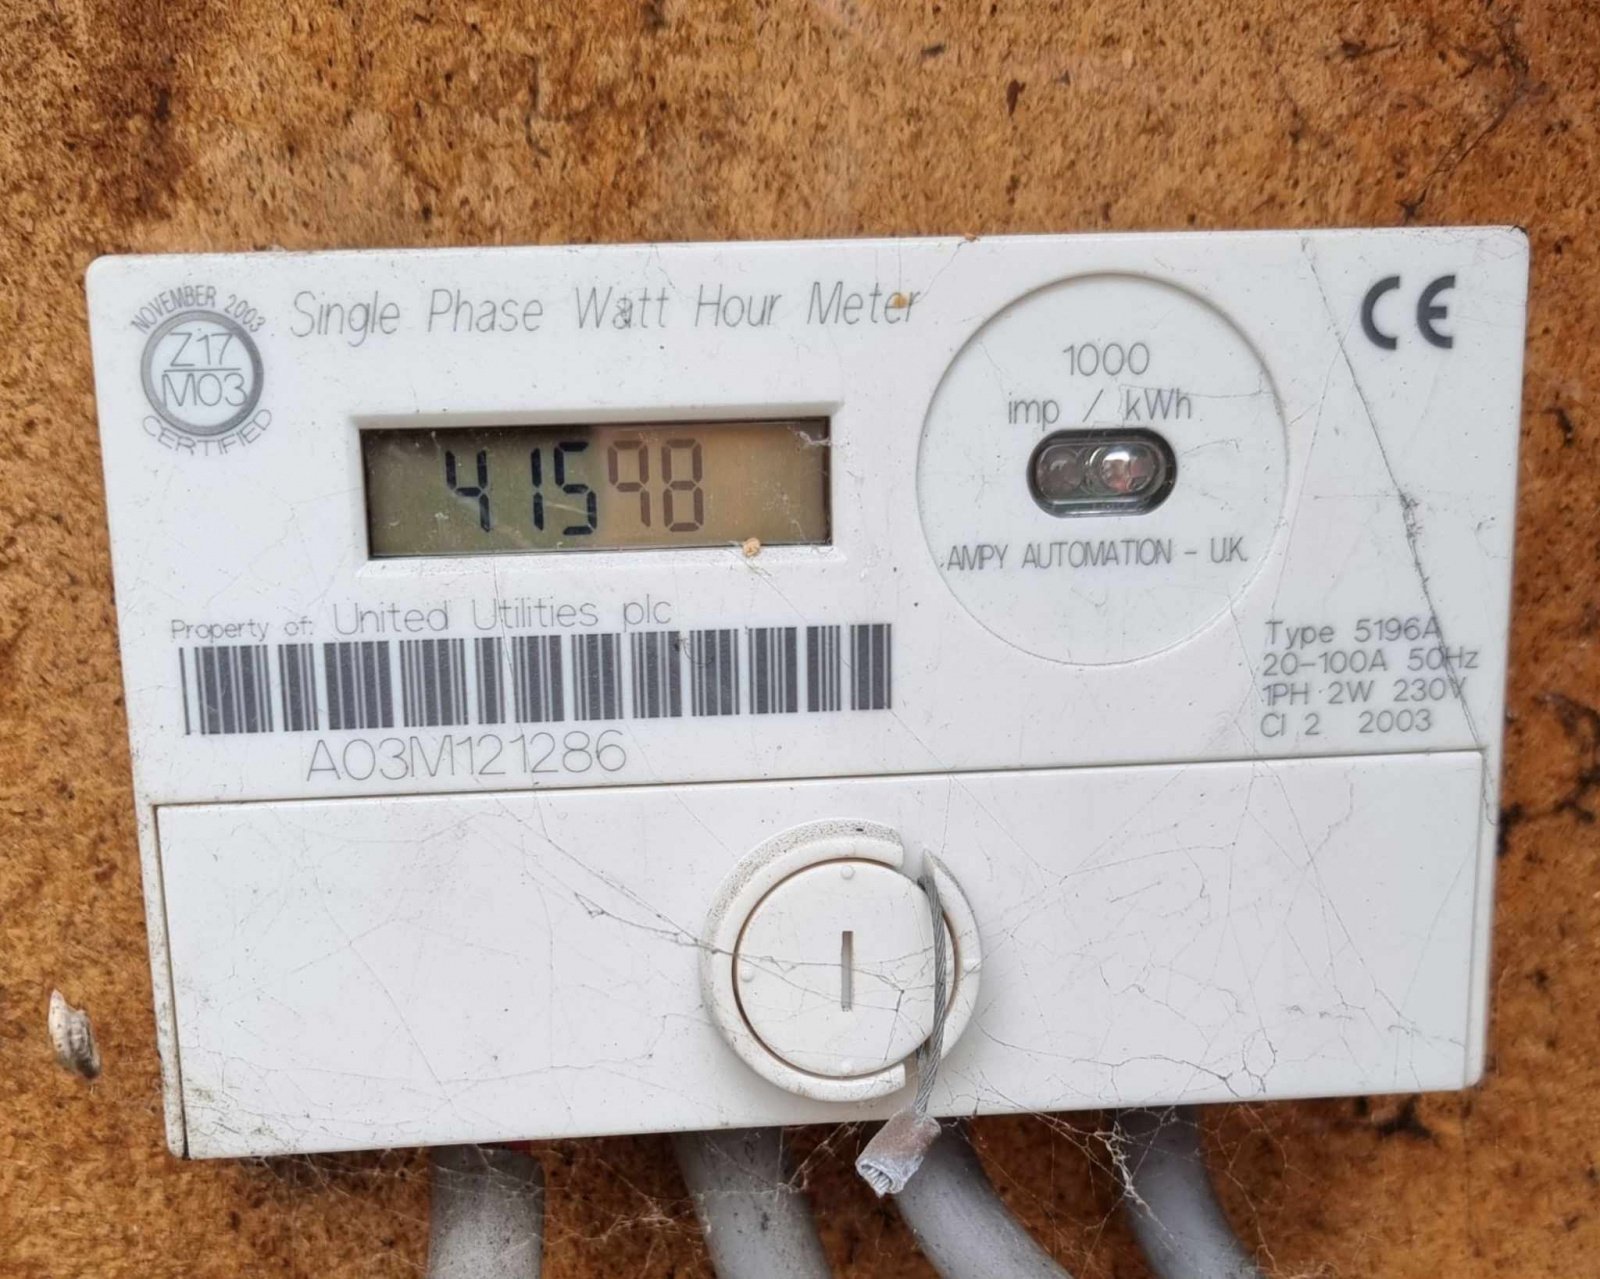 NOVEMBER 2003
Z17
M03
CERTIFIED
Single Phase Watt Hour Meter
1000
imp / kWh
AMPY AUTOMATION - U.K.
CE
41598
Property of: United Utilities plc
A03M121286
Type 5196A
20-100A 50Hz
1PH 2W 230V
Cl 2 2003